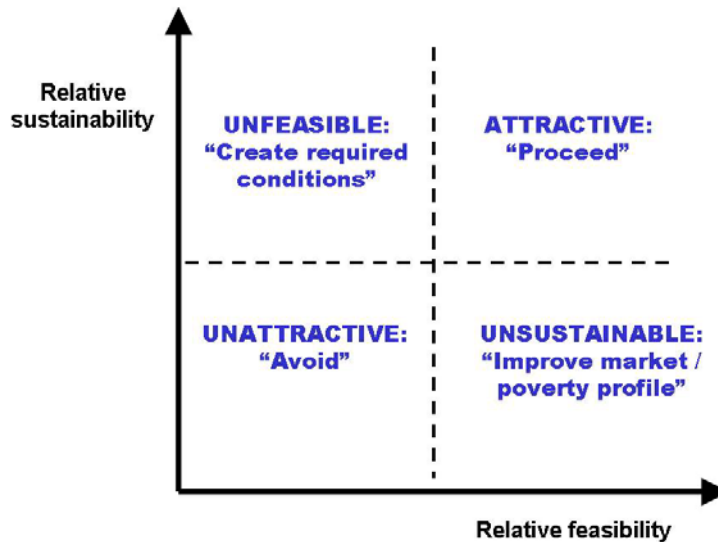 Relative
sustainability
UNFEASIBLE:
“Create required
conditions”
ATTRACTIVE:
“Proceed”
UNATTRACTIVE:
“Avoid”
UNSUSTAINABLE:
“Improve market /
poverty profile”
Relative feasibility